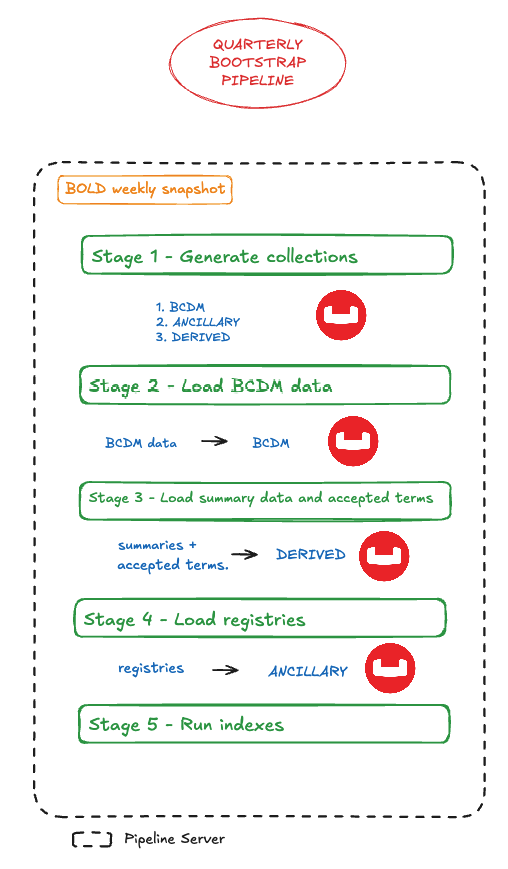 QUARTERLY
BOOTSTRAP
PIPELINE
BOLD weekly snapshot
Stage 1 - Generate collections
1. BCDM
2. ANCILLARY
3. DERIVED
Stage 2 - Load BCDM data
BCDM data
BCDM
Stage 3 - Load summary data and accepted terms
summaries +
accepted terms.
DERIVED
Stage 4 - Load registries
registries
ANCILLARY
Stage 5 - Run indexes
Pipeline Server